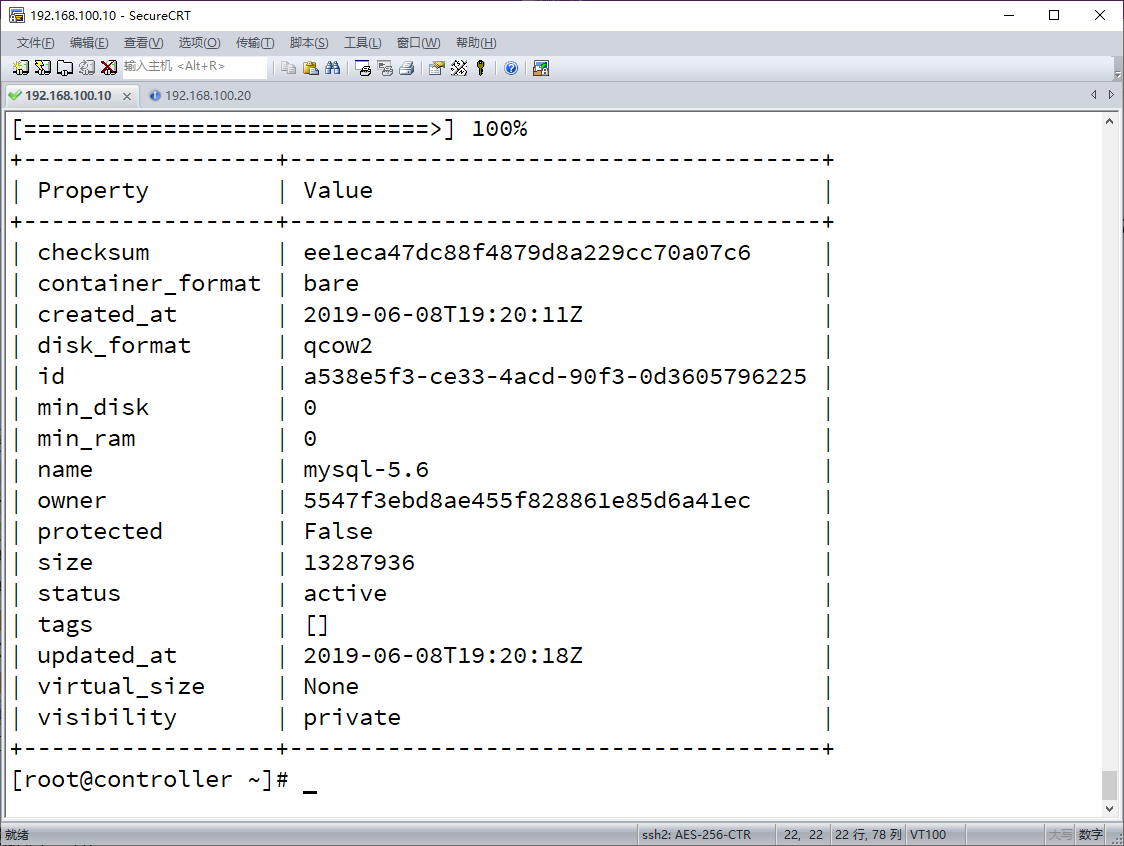 192.168.100.10 - SecureCRT
文件(F) 编辑(E) 查看(V) 选项(O) 传输(T) 脚本(S) 工具(L) 窗口(W) 帮助(H)
输入主机 <Alt+R>
192.168.100.10 × 192.168.100.20
[=============================>] 100%
+------------------+--------------------------------------+
| Property         | Value                                |
+------------------+--------------------------------------+
| checksum         | ee1eca47dc88f4879d8a229cc70a07c6     |
| container_format | bare                                 |
| created_at       | 2019-06-08T19:20:11Z                 |
| disk_format      | qcow2                                |
| id               | a538e5f3-ce33-4acd-90f3-0d3605796225 |
| min_disk         | 0                                    |
| min_ram          | 0                                    |
| name             | mysql-5.6                            |
| owner            | 5547f3ebd8ae455f828861e85d6a41ec     |
| protected        | False                                |
| size             | 13287936                             |
| status           | active                               |
| tags             | []                                   |
| updated_at       | 2019-06-08T19:20:18Z                 |
| virtual_size     | None                                 |
| visibility       | private                              |
+------------------+--------------------------------------+
[root@controller ~]# _
就绪 ssh2: AES-256-CTR 22, 22 22 行, 78 列 VT100 大写 数字